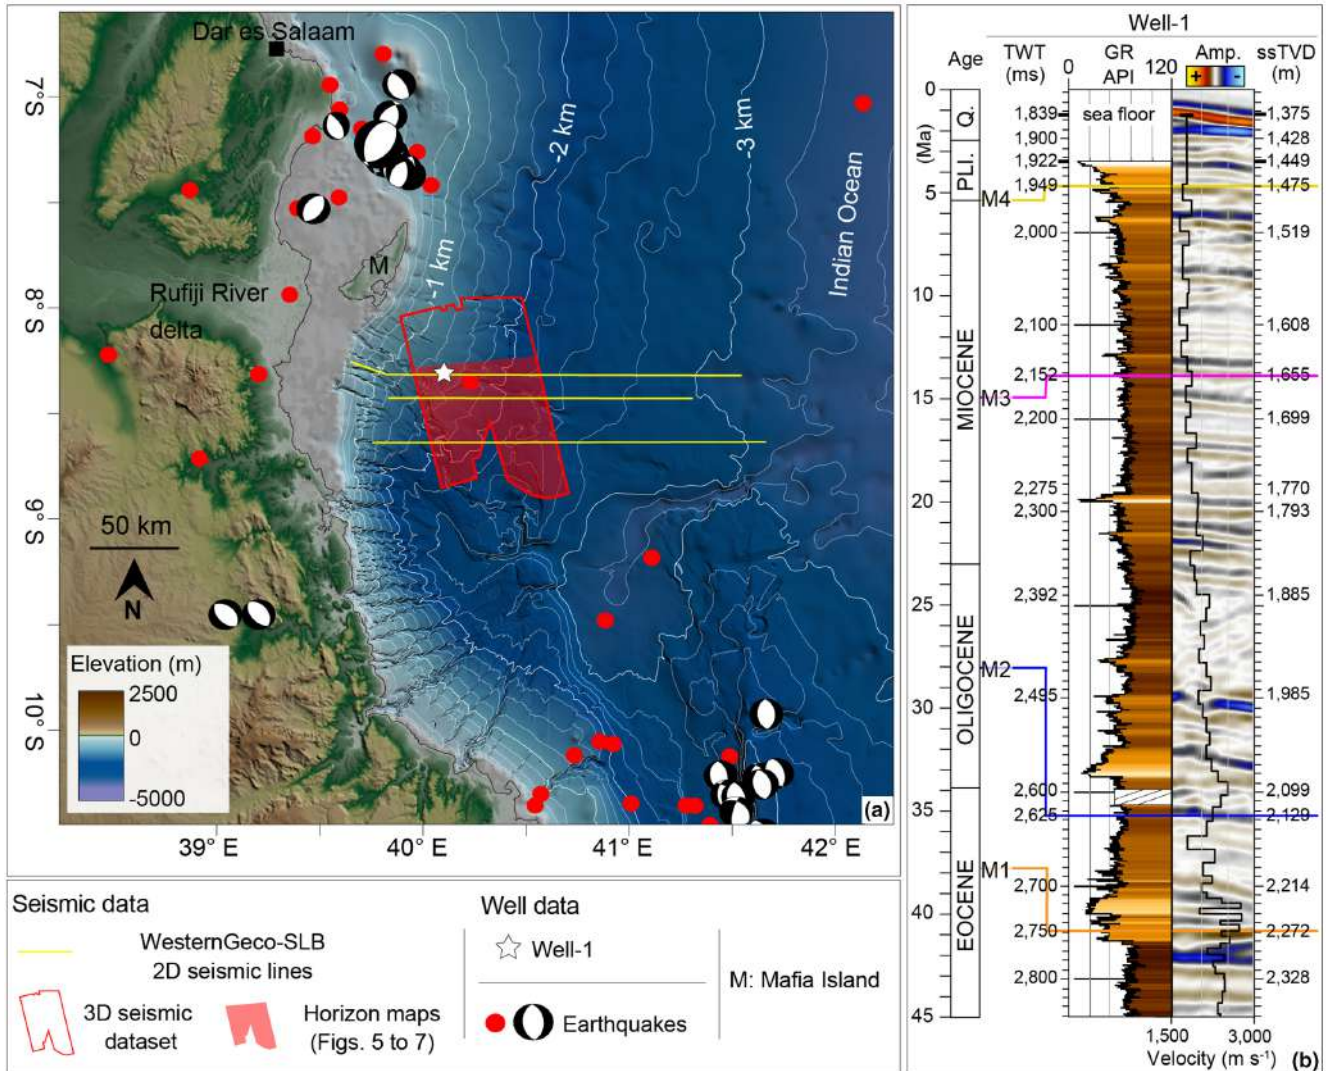 Dar es Salaam
7°S
8°S
9°S
10°S
-1 km
-2 km
-3 km
Indian Ocean
M
Rufiji River
delta
50 km
N
Elevation (m)
2500
0
-5000
(a)
39° E
40° E
41° E
42° E
Seismic data
WesternGeco-SLB
2D seismic lines
3D seismic
dataset
Horizon maps
(Figs. 5 to 7)
Well data
Well-1
Earthquakes
M: Mafia Island
Well-1
Age
TWT
(ms)
GR
API
0
120
Amp.
+
-
ssTVD
(m)
(Ma)
0
5
10
15
20
25
30
35
40
45
Q.
PLI.
MIOCENE
OLIGOCENE
EOCENE
M4
M3
M2
M1
sea floor
1,839
1,900
1,922
1,949
2,000
2,100
2,152
2,200
2,275
2,300
2,392
2,495
2,600
2,625
2,700
2,750
2,800
1,375
1,428
1,449
1,475
1,519
1,608
1,655
1,699
1,770
1,793
1,885
1,985
2,099
2,129
2,214
2,272
2,328
1,500
3,000
Velocity (m s⁻¹)
(b)